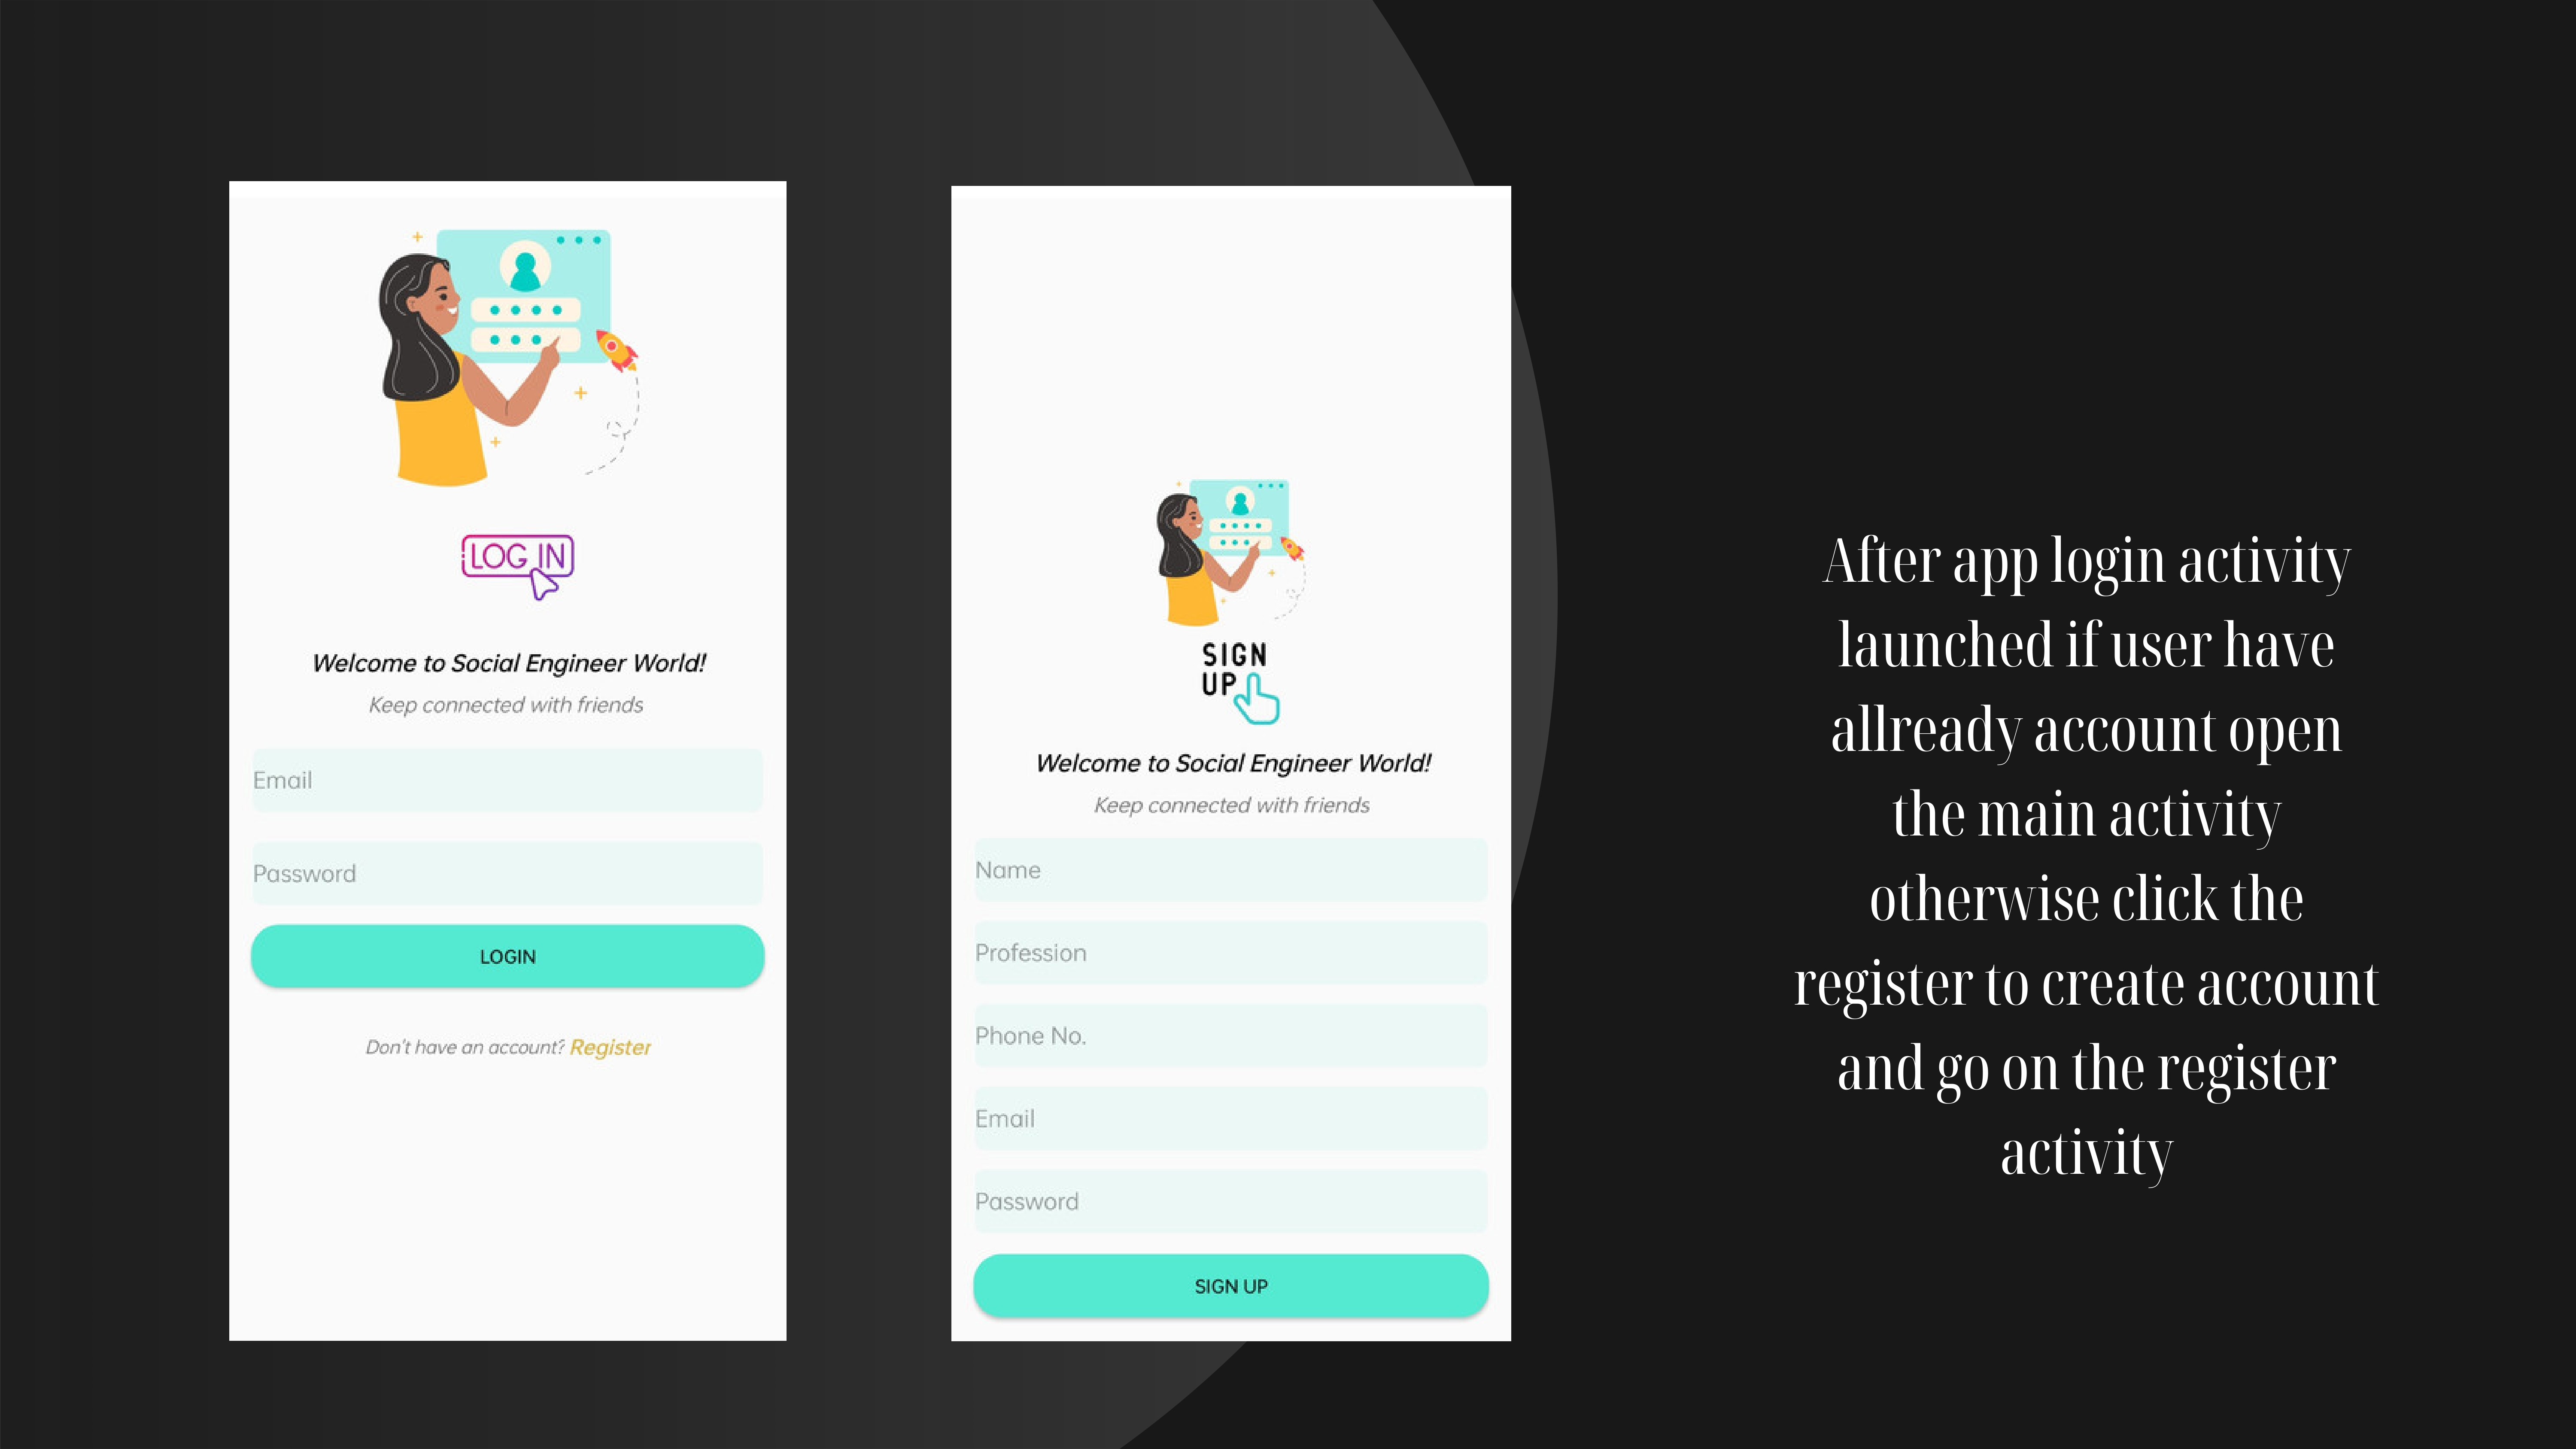 LOG IN
Welcome to Social Engineer World!
Keep connected with friends
Email
Password
LOGIN
Don't have an account? Register
SIGN
UP
Welcome to Social Engineer World!
Keep connected with friends
Name
Profession
Phone No.
Email
Password
SIGN UP
After app login activity
launched if user have
allready account open
the main activity
otherwise click the
register to create account
and go on the register
activity